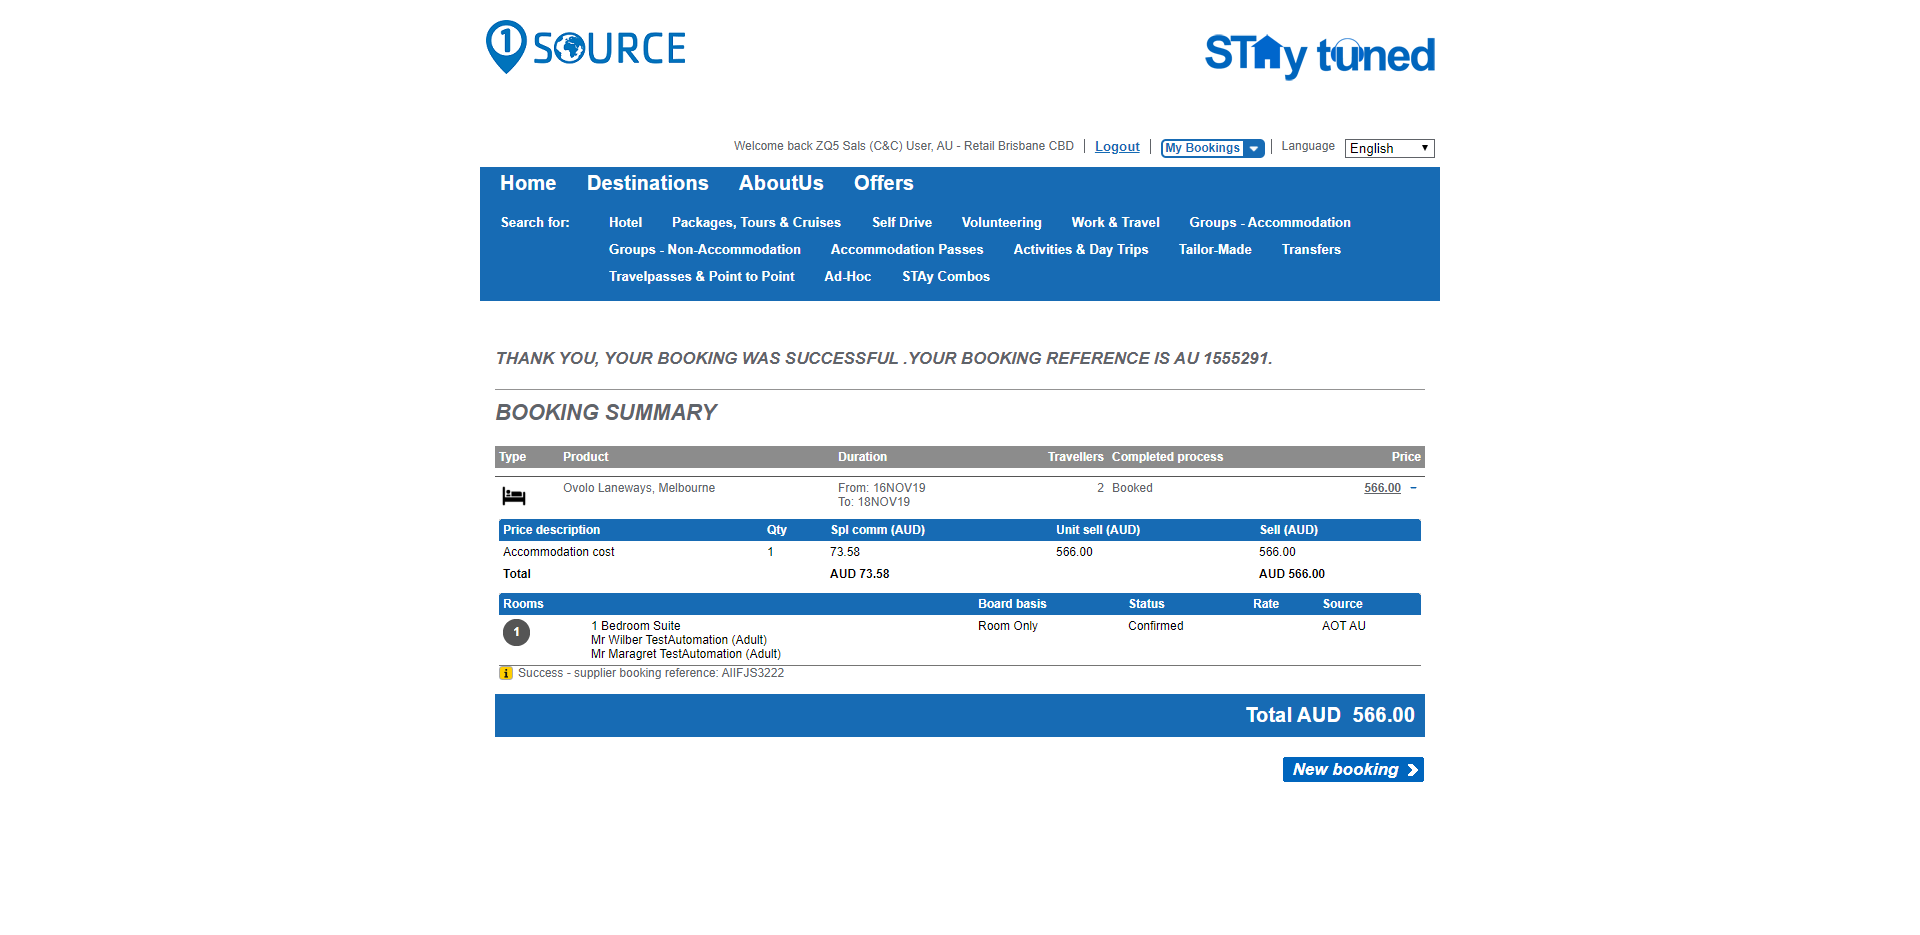 1 SOURCE
STAy tuned
Welcome back ZQ5 Sals (C&C) User, AU - Retail Brisbane CBD | Logout | My Bookings | Language English
Home Destinations AboutUs Offers
Search for: Hotel Packages, Tours & Cruises Self Drive Volunteering Work & Travel Groups - Accommodation
Groups - Non-Accommodation Accommodation Passes Activities & Day Trips Tailor-Made Transfers
Travelpasses & Point to Point Ad-Hoc STAy Combos
THANK YOU, YOUR BOOKING WAS SUCCESSFUL .YOUR BOOKING REFERENCE IS AU 1555291.
BOOKING SUMMARY
Type Product Duration Travellers Completed process Price
Ovolo Laneways, Melbourne From: 16NOV19 2 Booked 566.00 –
To: 18NOV19
Price description Qty Spl comm (AUD) Unit sell (AUD) Sell (AUD)
Accommodation cost 1 73.58 566.00 566.00
Total AUD 73.58 AUD 566.00
Rooms Board basis Status Rate Source
1 1 Bedroom Suite Room Only Confirmed AOT AU
Mr Wilber TestAutomation (Adult)
Mr Maragret TestAutomation (Adult)
i Success - supplier booking reference: AIIFJS3222
Total AUD 566.00
New booking